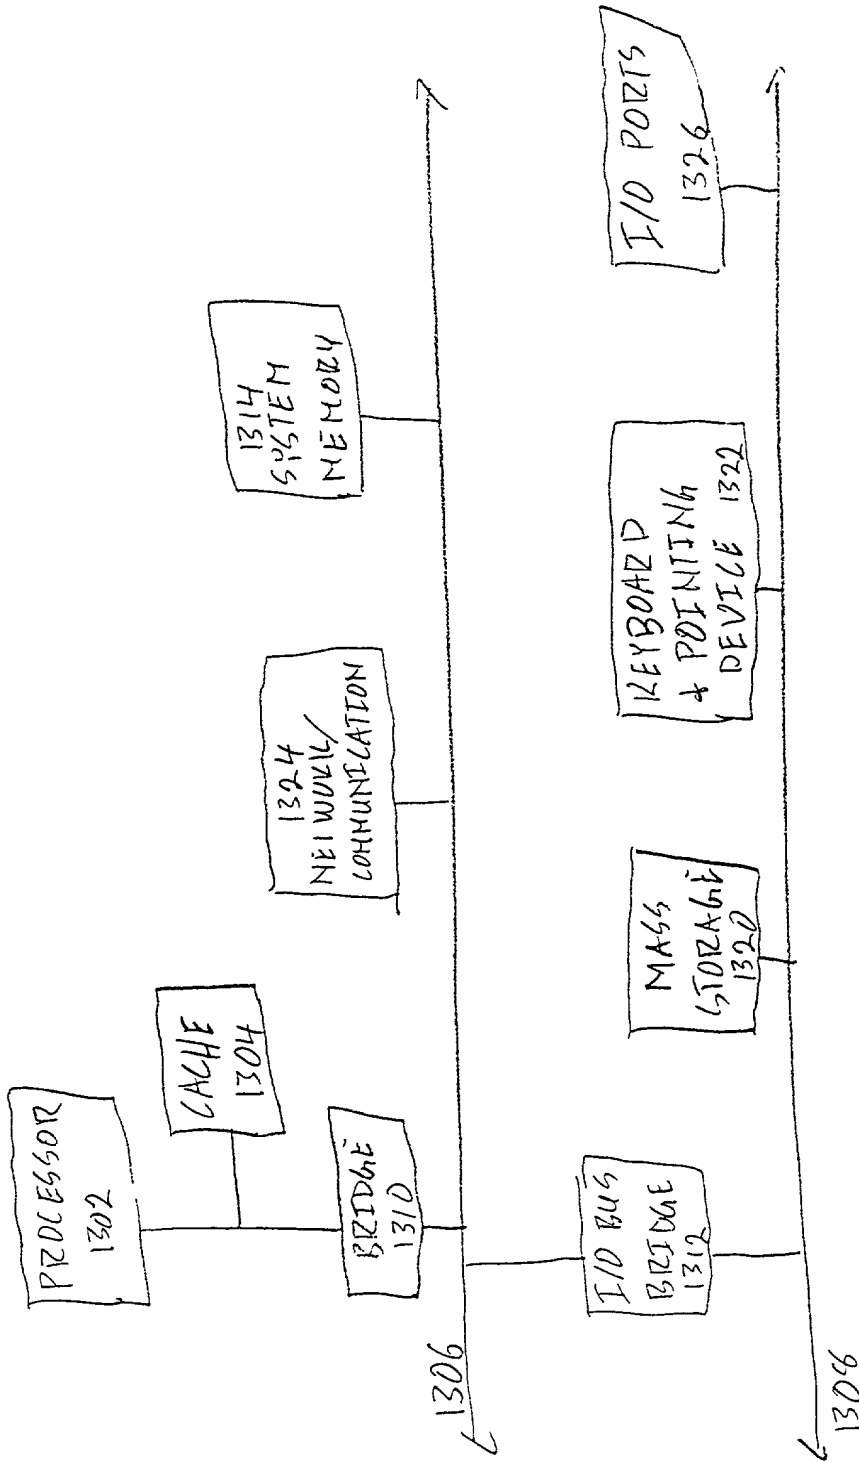 PROCESSOR
1302
CACHE
1304
BRIDGE
1310
1324
NETWORK/
COMMUNICATION
1314
SYSTEM
MEMORY
1306
I/O BUS
BRIDGE
1312
MASS
STORAGE
1320
KEYBOARD
& POINTING
DEVICE 1322
I/O PORTS
1326
1308